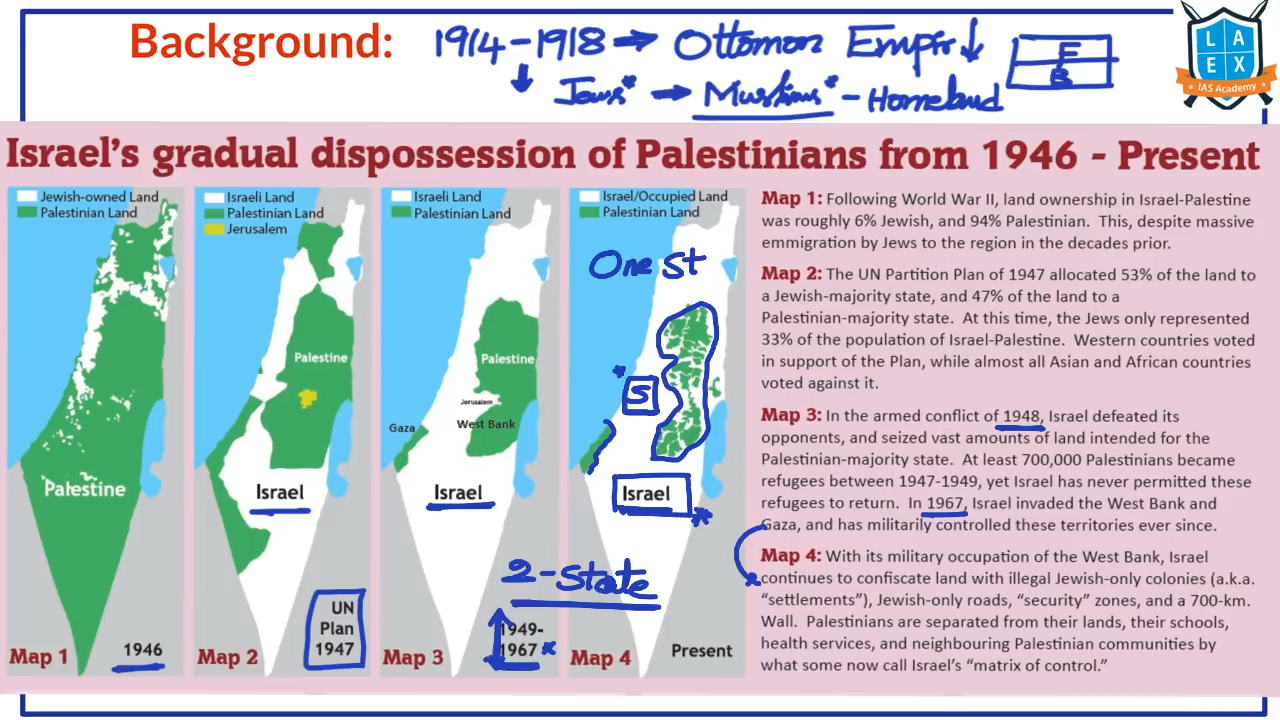 Background:
1914-1918 → Ottoman Empir ↓
Jews* → Muslims* - Homeland
F
B
L A
E X
IAS Academy
Israel's gradual dispossession of Palestinians from 1946 - Present
Jewish-owned Land
Palestinian Land
Palestine
Map 1
1946
Israeli Land
Palestinian Land
Jerusalem
Palestine
Israel
UN
Plan
1947
Map 2
Israeli Land
Palestinian Land
Palestine
Jerusalem
Gaza
West Bank
Israel
2-State
1949-
1967
Map 3
Israel/Occupied Land
Palestinian Land
One St
S
Israel
Map 4
Present
Map 1: Following World War II, land ownership in Israel-Palestine
was roughly 6% Jewish, and 94% Palestinian. This, despite massive
emmigration by Jews to the region in the decades prior.
Map 2: The UN Partition Plan of 1947 allocated 53% of the land to
a Jewish-majority state, and 47% of the land to a
Palestinian-majority state. At this time, the Jews only represented
33% of the population of Israel-Palestine. Western countries voted
in support of the Plan, while almost all Asian and African countries
voted against it.
Map 3: In the armed conflict of 1948, Israel defeated its
opponents, and seized vast amounts of land intended for the
Palestinian-majority state. At least 700,000 Palestinians became
refugees between 1947-1949, yet Israel has never permitted these
refugees to return. In 1967, Israel invaded the West Bank and
Gaza, and has militarily controlled these territories ever since.
Map 4: With its military occupation of the West Bank, Israel
continues to confiscate land with illegal Jewish-only colonies (a.k.a.
"settlements"), Jewish-only roads, "security" zones, and a 700-km.
Wall. Palestinians are separated from their lands, their schools,
health services, and neighbouring Palestinian communities by
what some now call Israel's "matrix of control."